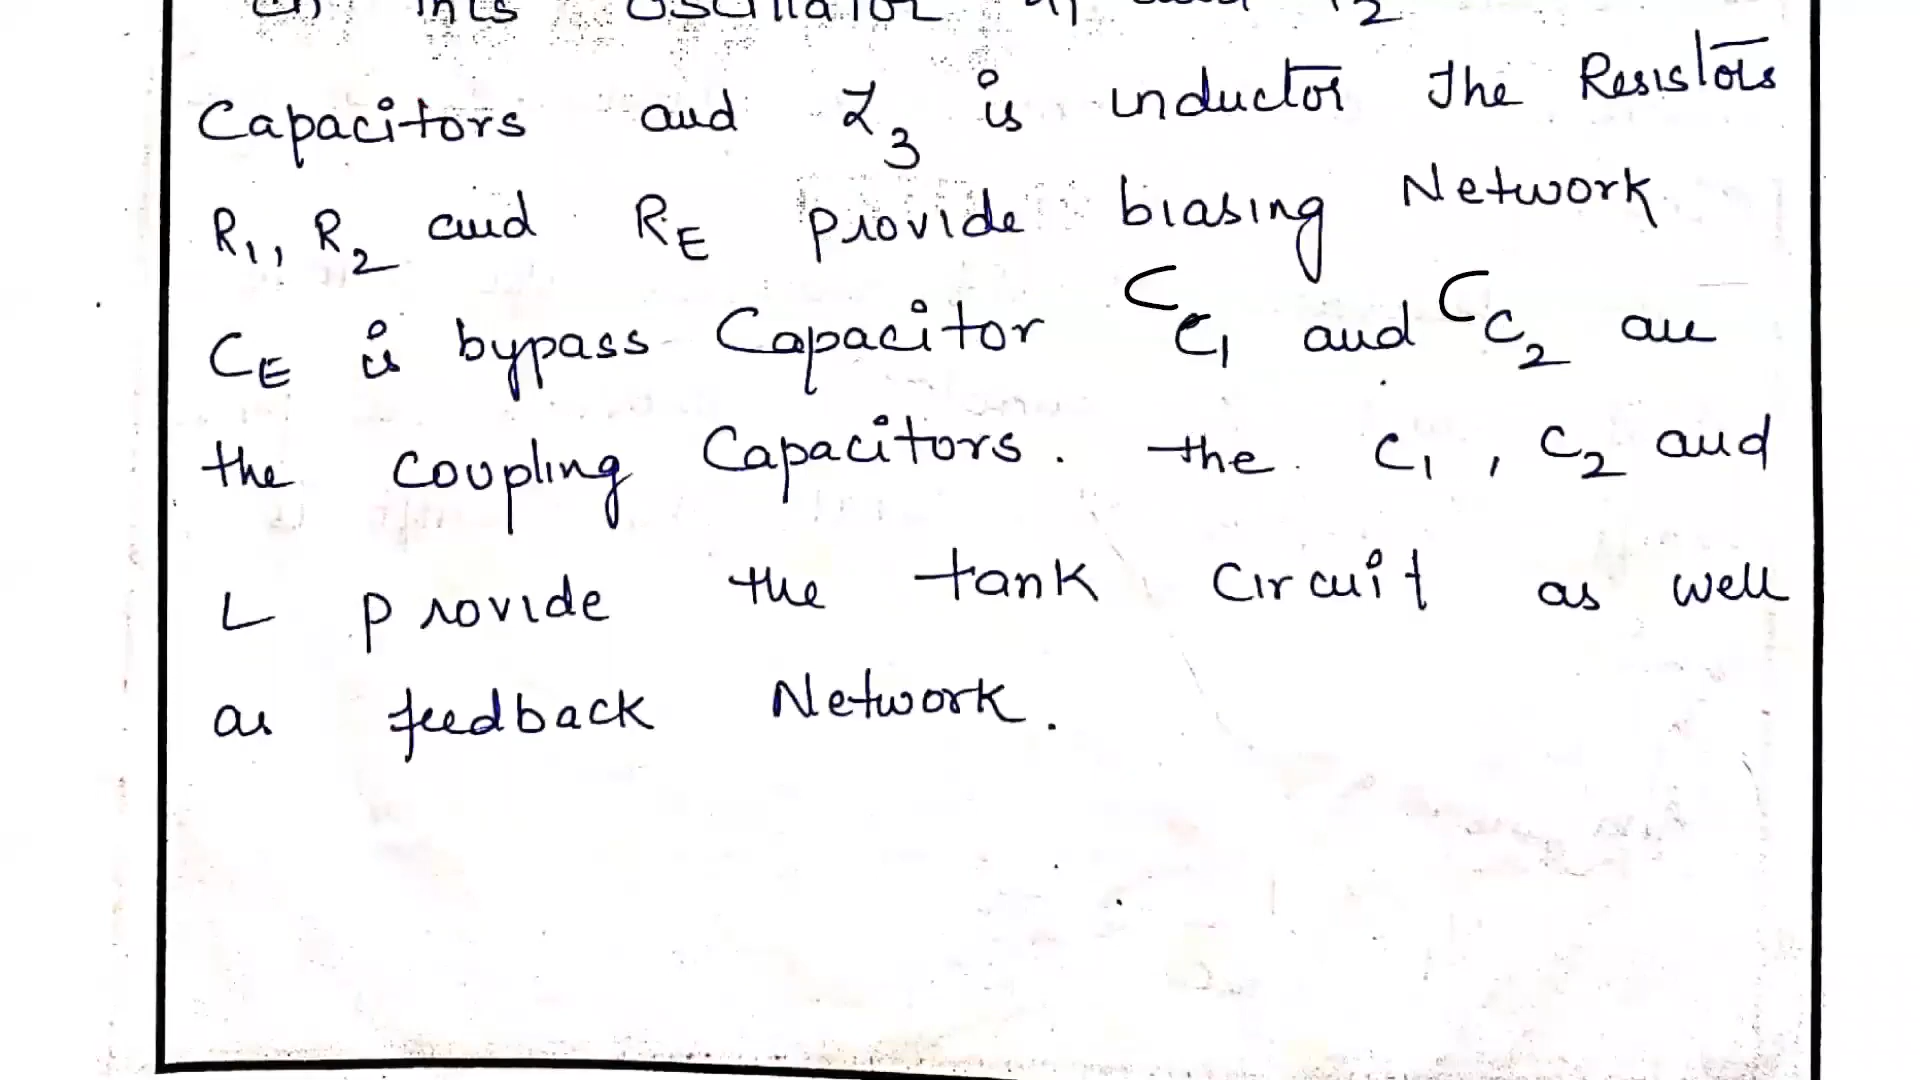 this oscillator
Capacitors and Z3 is inductor The Resistors
R1, R2 and RE provide biasing Network
CE is bypass Capacitor CC1 and CC2 are
the coupling Capacitors. the C1, C2 and
L provide the tank Circuit as well
as feedback Network.